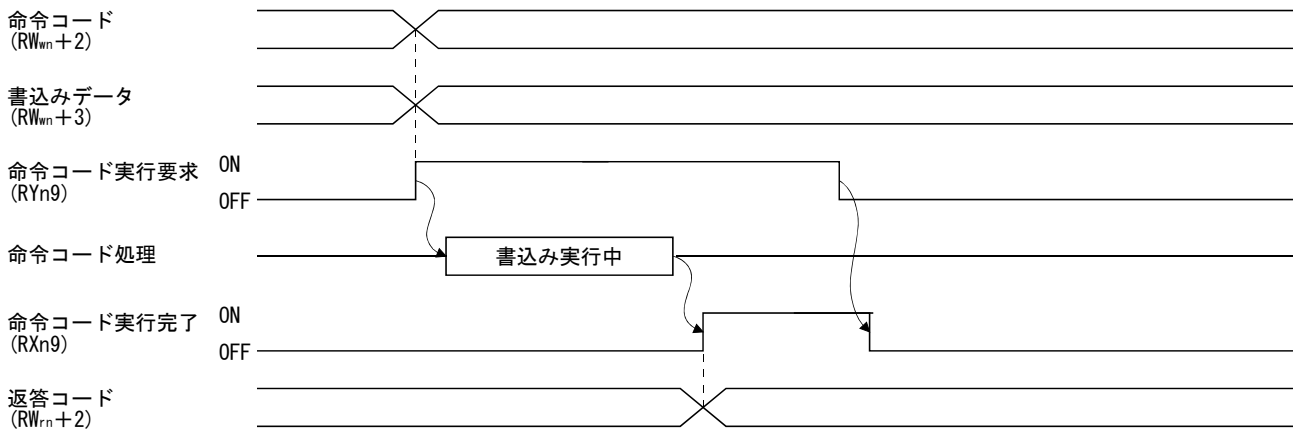 命令コード
(RWwn+2)
書込みデータ
(RWwn+3)
命令コード実行要求
(RYn9)
ON
OFF
命令コード処理
書込み実行中
命令コード実行完了
(RXn9)
ON
OFF
返答コード
(RWrn+2)